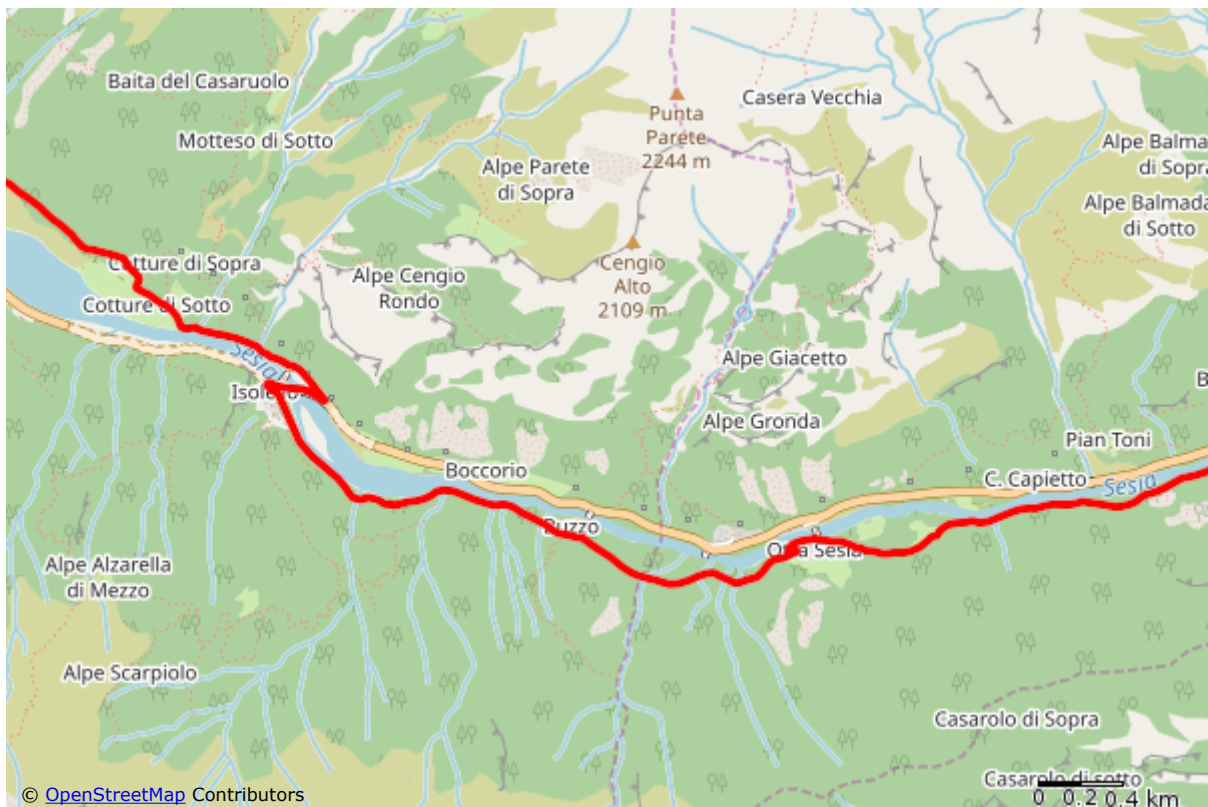 Baita del Casaruolo
Casera Vecchia
Punta
Parete
2244 m
Motteso di Sotto
Alpe Parete
di Sopra
Alpe Balma
di Sopra
Alpe Balmada
di Sotto
Cotture di Sopra
Cengio
Alto
2109 m
Alpe Cengio
Rondo
Cotture di Sotto
Sesia
Alpe Giacetto
B
Alpe Gronda
Pian Toni
Boccorio
C. Capietto
Sesia
Buzzo
Otra Sesia
Alpe Alzarella
di Mezzo
Alpe Scarpiolo
Casarolo di Sopra
Casarolo di sotto
0 0.2 0.4 km
© OpenStreetMap Contributors